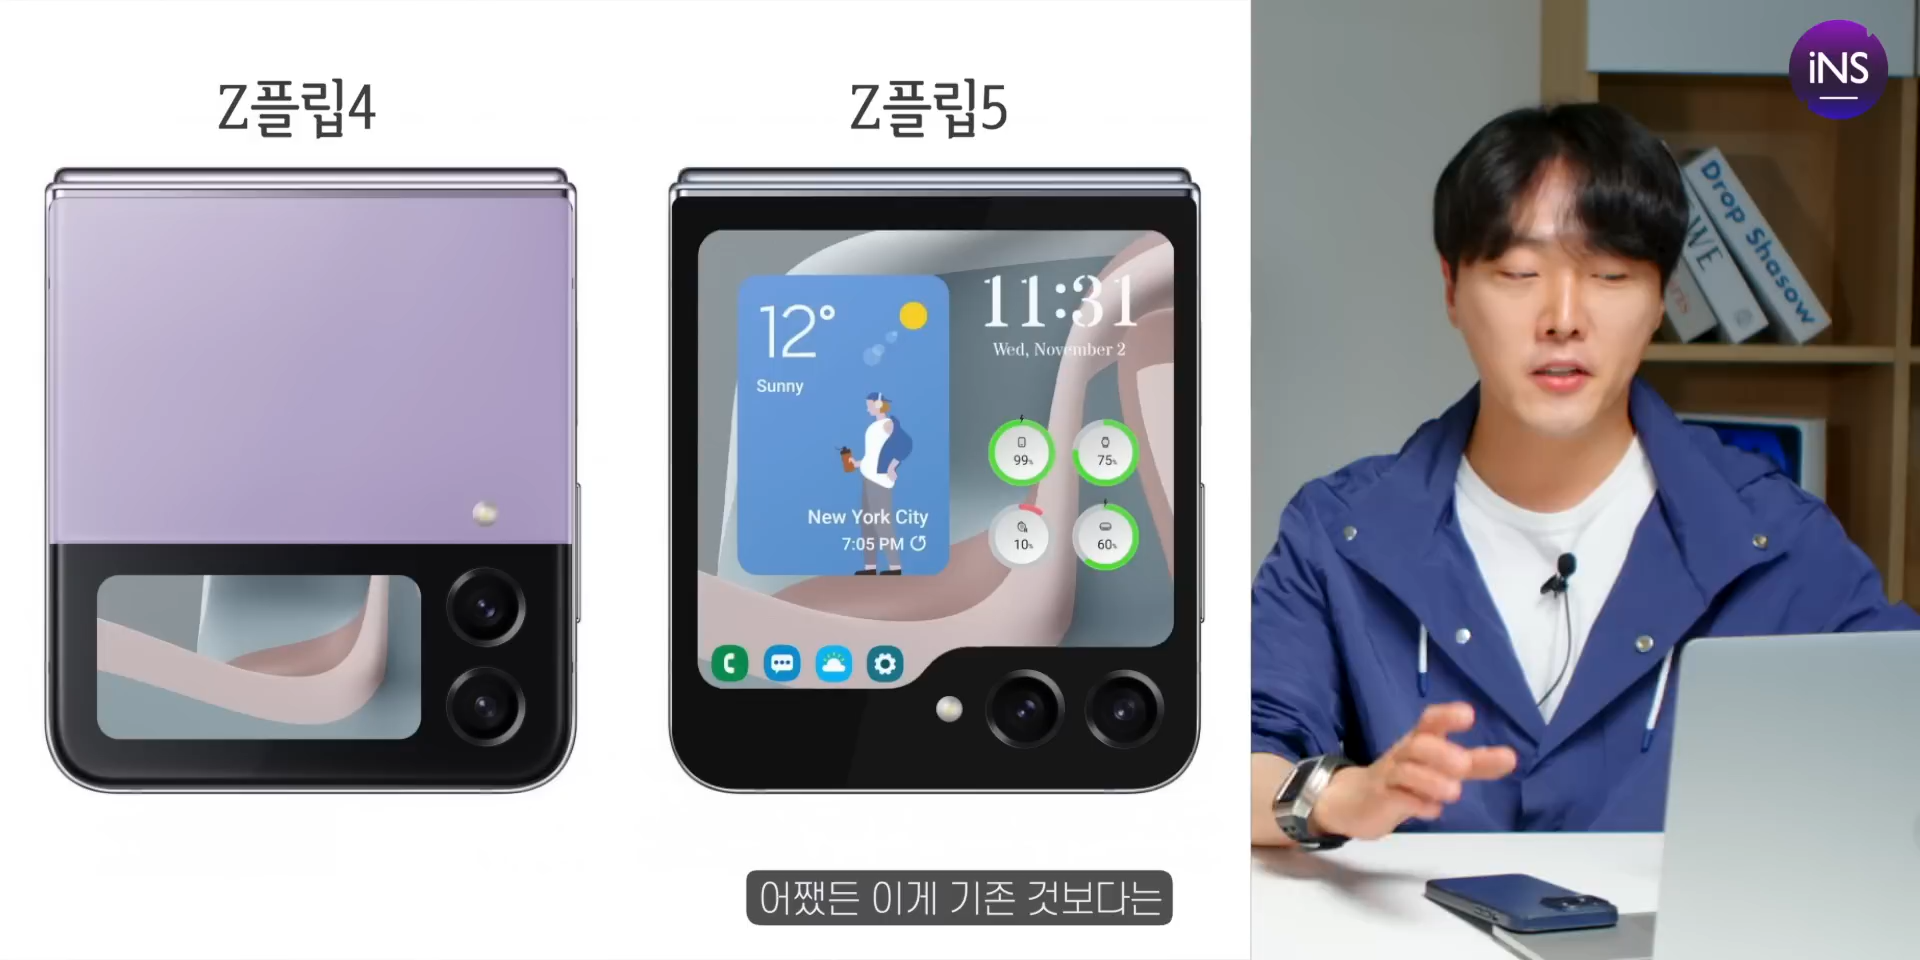 Z플립4
Z플립5
12°
Sunny
New York City
7:05 PM
11:31
Wed, November 2
99%
75%
10%
60%
어쨌든 이게 기존 것보다는
iNS
Drop Shasow
WE